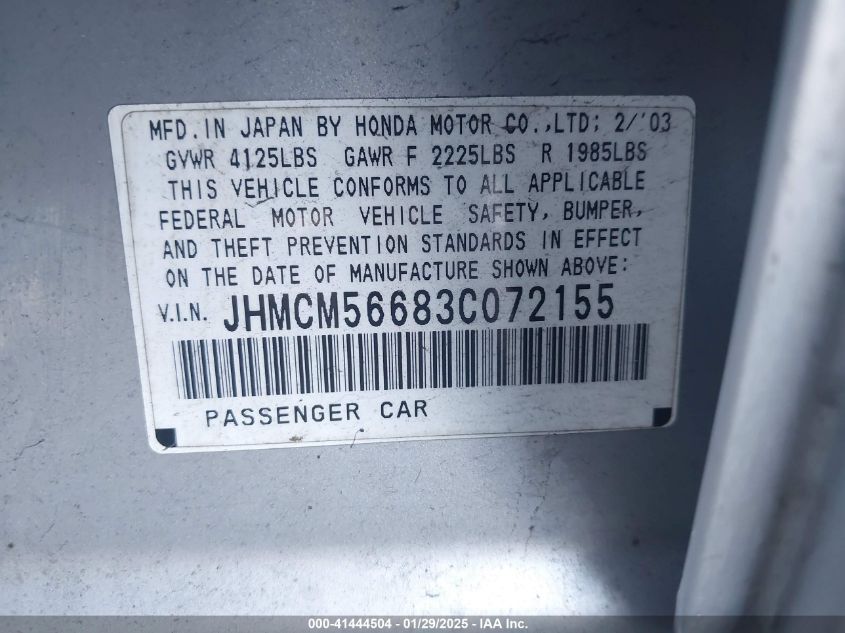 MFD. IN JAPAN BY HONDA MOTOR CO.,LTD; 2/'03
GVWR 4125LBS GAWR F 2225LBS R 1985LBS
THIS VEHICLE CONFORMS TO ALL APPLICABLE
FEDERAL MOTOR VEHICLE SAFETY, BUMPER,
AND THEFT PREVENTION STANDARDS IN EFFECT
ON THE DATE OF MANUFACTURE SHOWN ABOVE:
V.I.N. JHMCM56683C072155
PASSENGER CAR
000-41444504 - 01/29/2025 - IAA Inc.